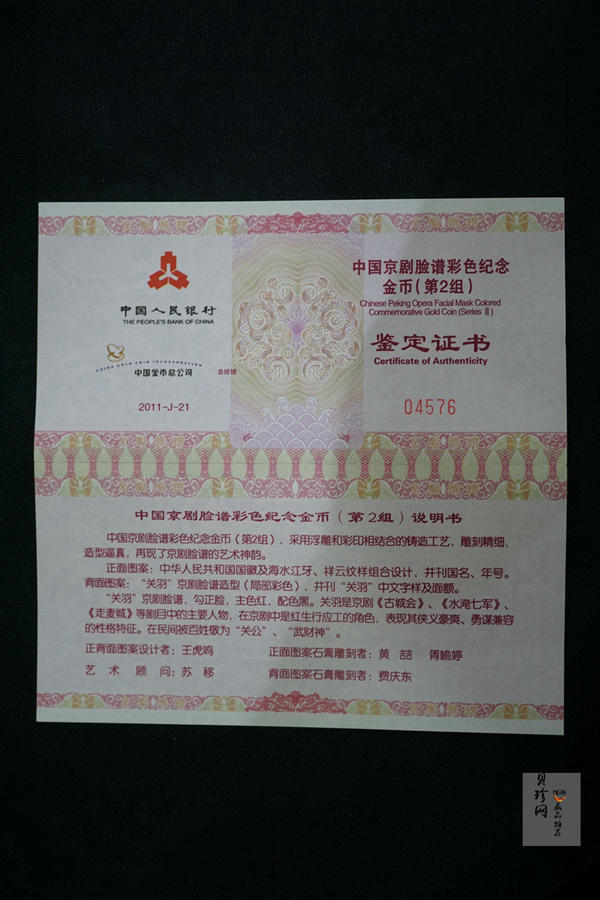 中国人民银行
THE PEOPLE'S BANK OF CHINA
CHINA GOLD COIN INCORPORATION
中国金币总公司 总经销
2011-J-21
中国京剧脸谱彩色纪念
金币(第2组)
Chinese Peking Opera Facial Mask Colored
Commemorative Gold Coin (Series Ⅱ)
鉴定证书
Certificate of Authenticity
04576
中国京剧脸谱彩色纪念金币(第2组)说明书
中国京剧脸谱彩色纪念金币(第2组),采用浮雕和彩印相结合的铸造工艺,雕刻精细,
造型逼真,再现了京剧脸谱的艺术神韵。
正面图案:中华人民共和国国徽及海水江牙、祥云纹样组合设计,并刊国名、年号。
背面图案:“关羽”京剧脸谱造型(局部彩色),并刊“关羽”中文字样及面额。
“关羽”京剧脸谱,勾正脸,主色红,配色黑。关羽是京剧《古城会》、《水淹七军》、
《走麦城》等剧目中的主要人物,在京剧中是红生行应工的角色,表现其侠义豪爽、勇谋兼容
的性格特征。在民间被百姓敬为“关公”、“武财神”。
正背面图案设计者:王虎鸣 正面图案石膏雕刻者:黄喆 胥喻婷
艺术顾问:苏移 背面图案石膏雕刻者:费庆东
贝珍网
藏品推荐